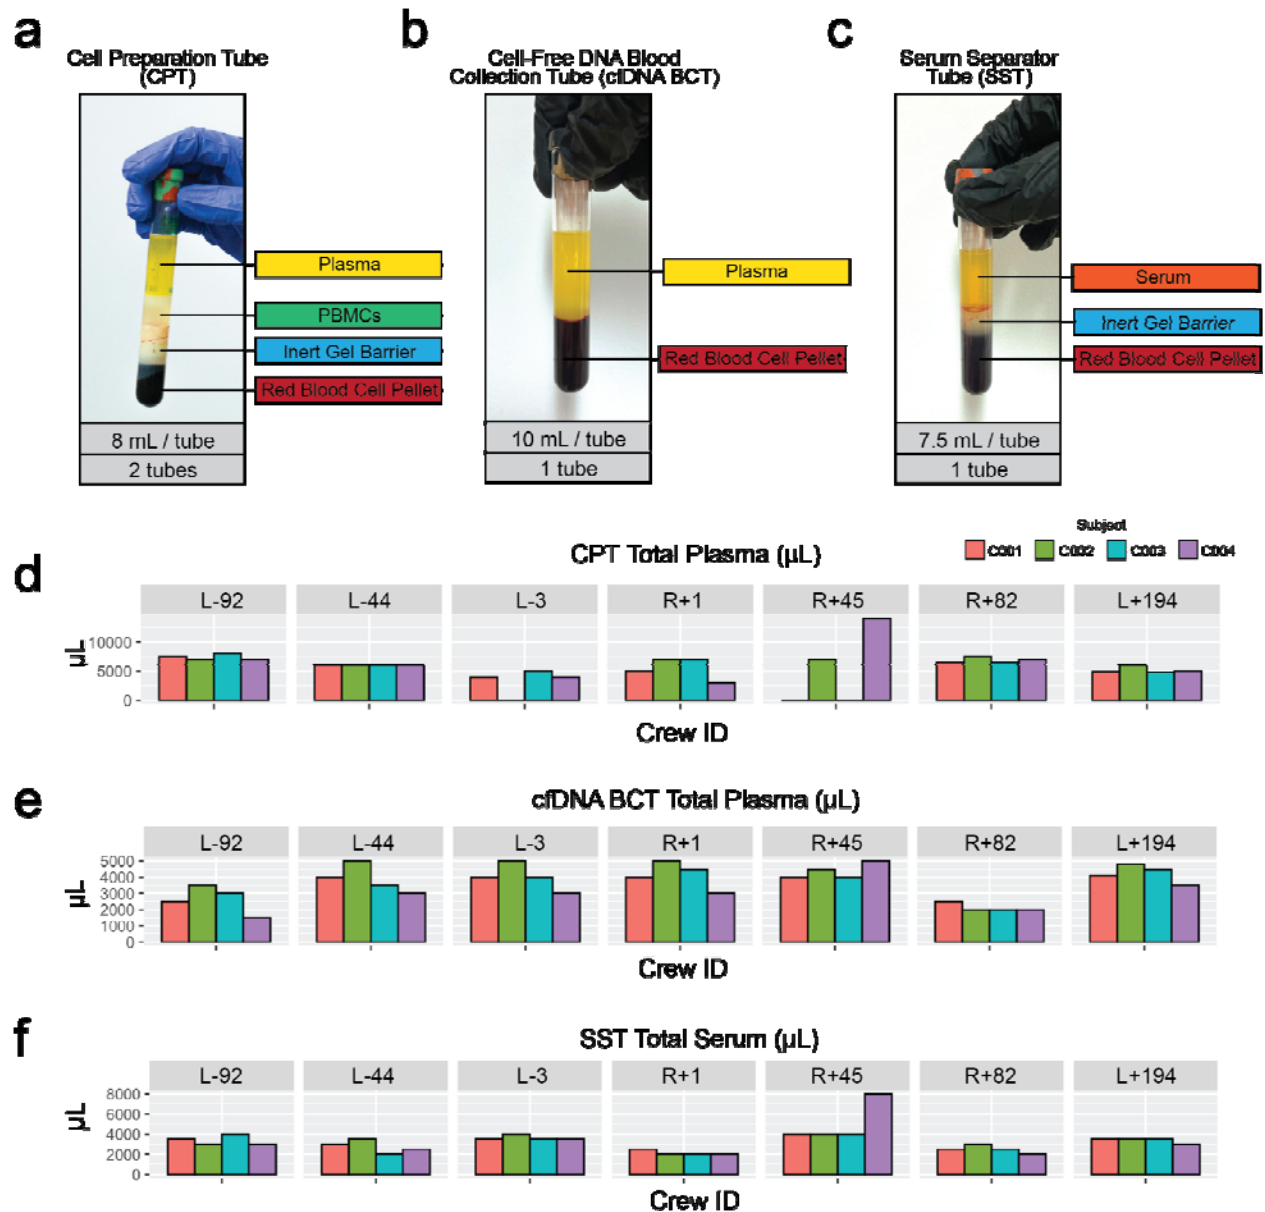 a
b
c
Cell Preparation Tube
(CPT)
Cell-Free DNA Blood
Collection Tube (cfDNA BCT)
Serum Separator
Tube (SST)
Plasma
PBMCs
Inert Gel Barrier
Red Blood Cell Pellet
8 mL / tube
2 tubes
Plasma
Red Blood Cell Pellet
10 mL / tube
1 tube
Serum
Inert Gel Barrier
Red Blood Cell Pellet
7.5 mL / tube
1 tube
Subject
C001 C002 C003 C004
d
CPT Total Plasma (µL)
L-92 L-44 L-3 R+1 R+45 R+82 L+194
µL
10000
5000
0
Crew ID
e
cfDNA BCT Total Plasma (µL)
L-92 L-44 L-3 R+1 R+45 R+82 L+194
µL
5000
4000
3000
2000
1000
0
Crew ID
f
SST Total Serum (µL)
L-92 L-44 L-3 R+1 R+45 R+82 L+194
µL
8000
6000
4000
2000
0
Crew ID